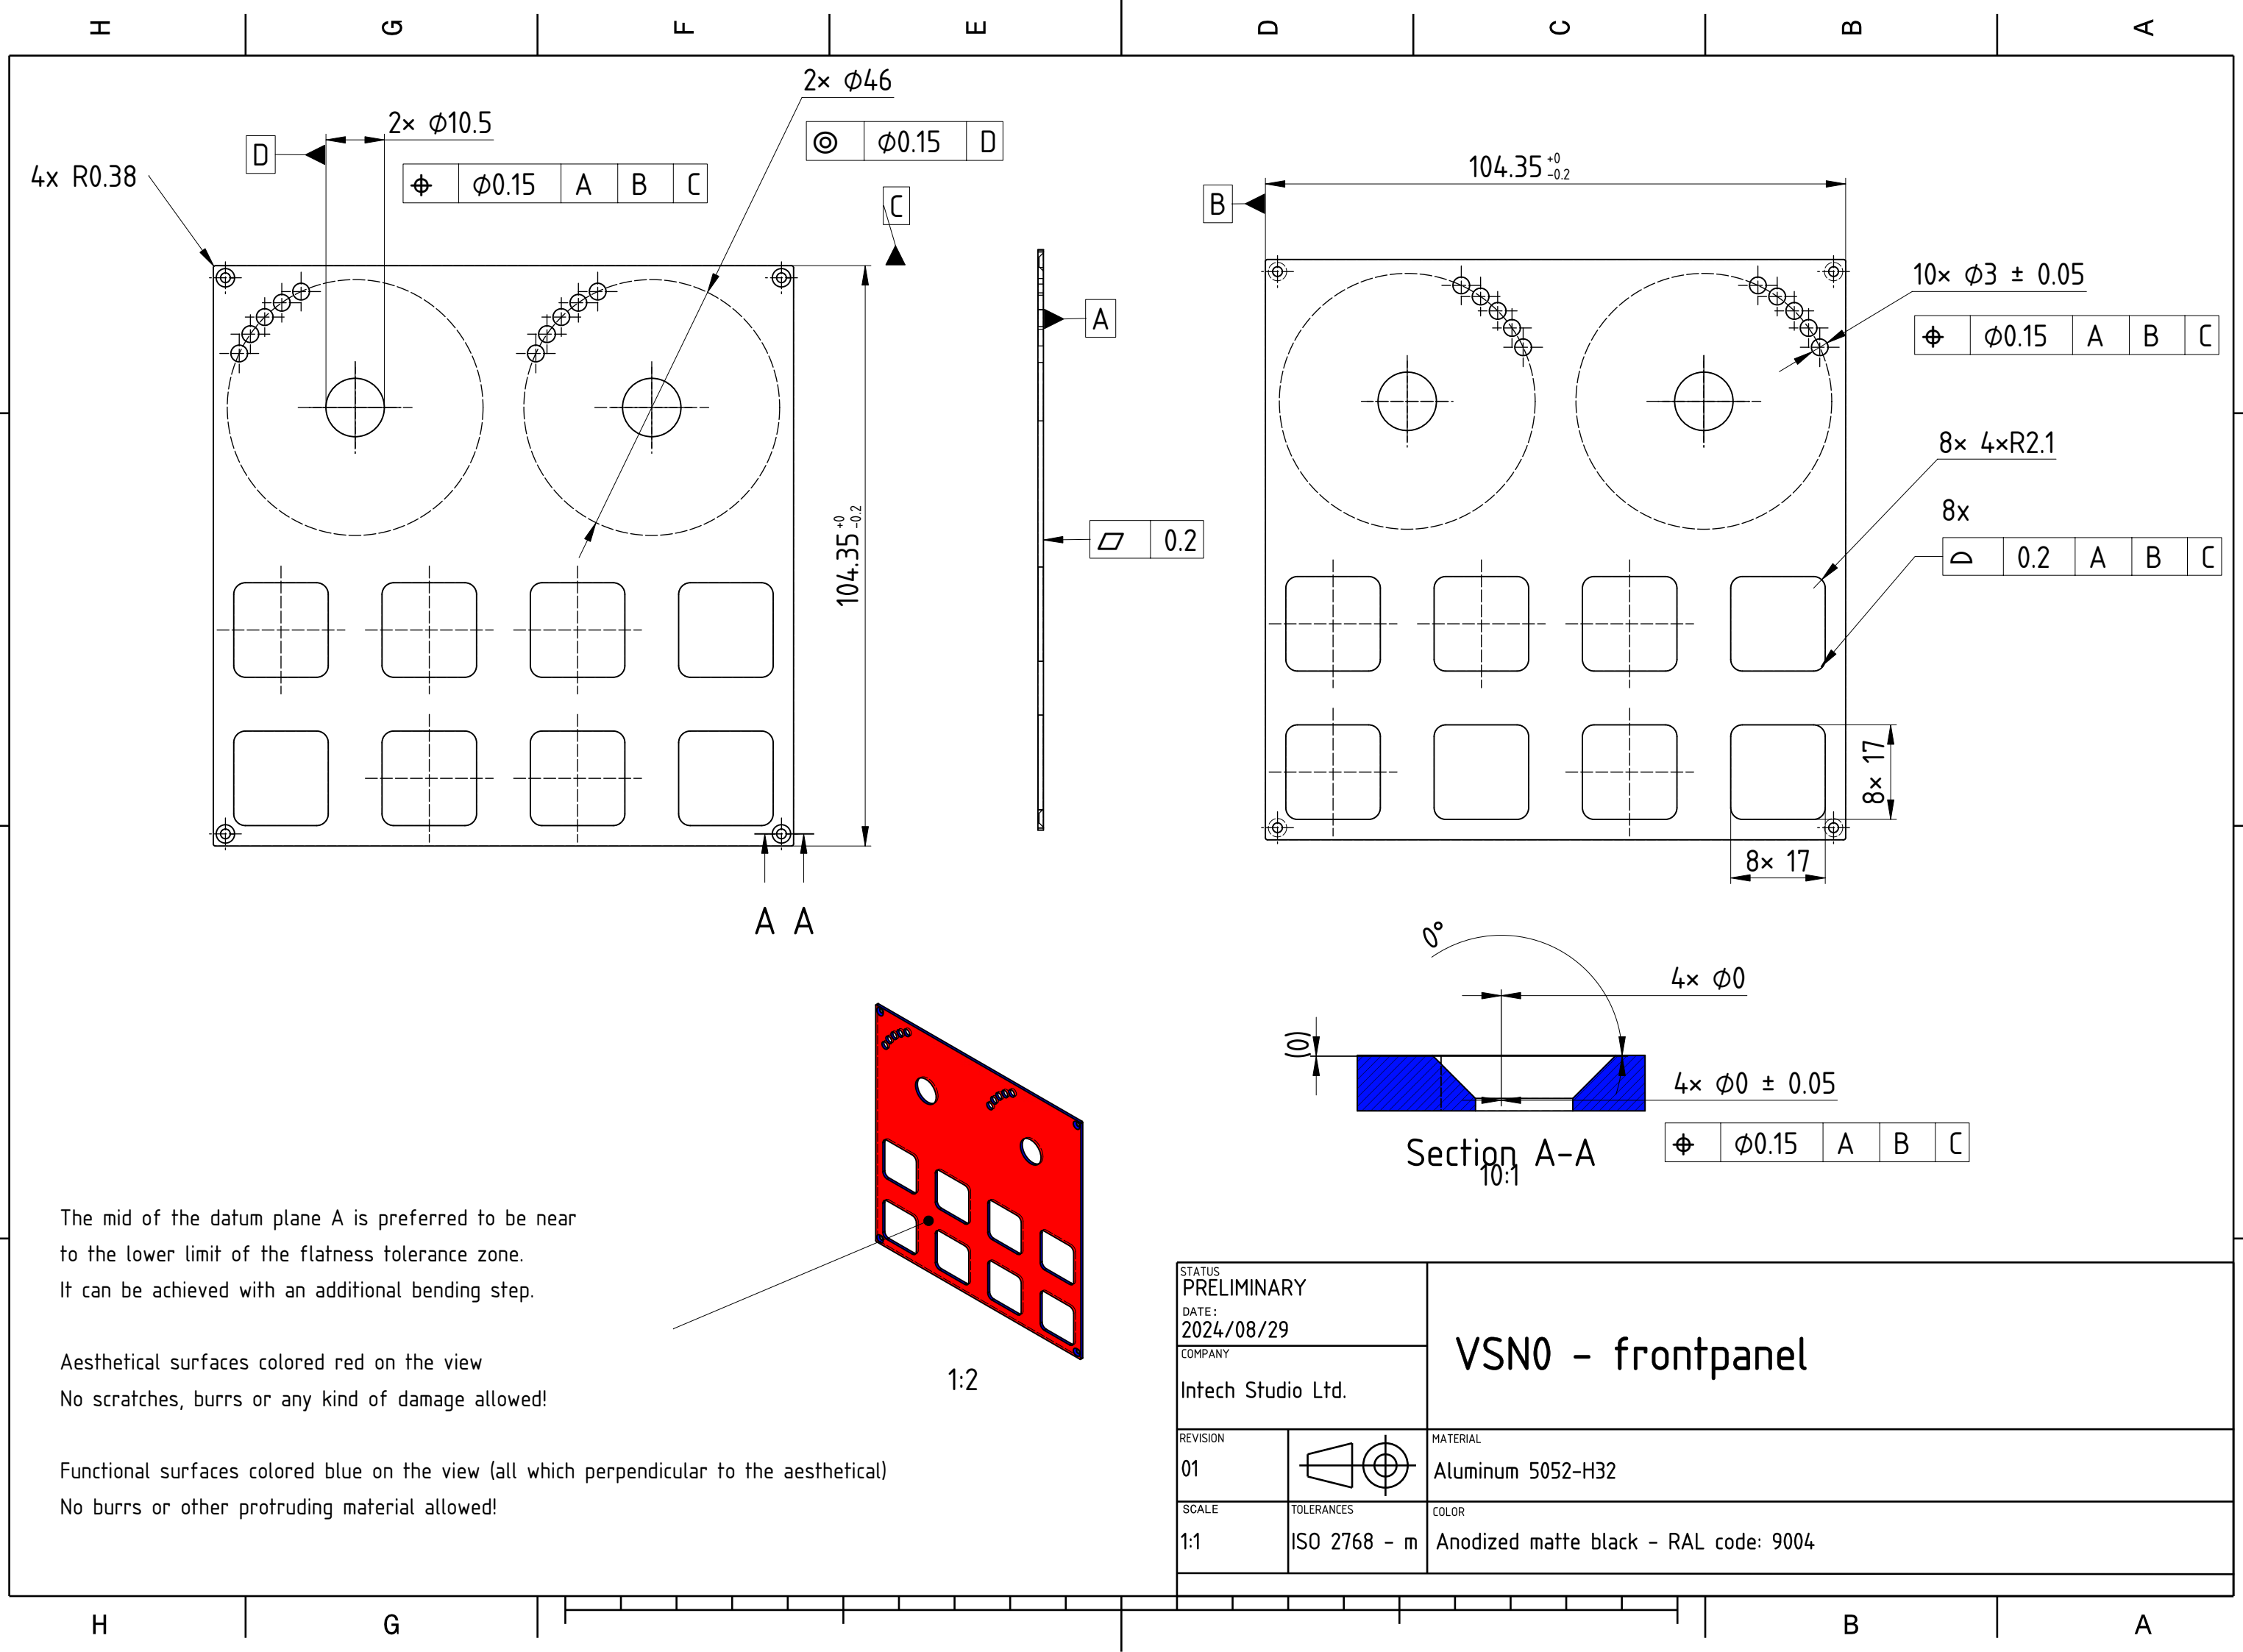 H G F E D C B A
2× Ø46
⌾ Ø0.15 D
2× Ø10.5
D
⌖ Ø0.15 A B C
4x R0.38
C
104.35 +0 -0.2
B
104.35 +0 -0.2
A
⏥ 0.2
10× Ø3 ± 0.05
⌖ Ø0.15 A B C
8× 4×R2.1
8x
⌓ 0.2 A B C
8× 17
8× 17
A A
0°
4× Ø0
(0)
4× Ø0 ± 0.05
⌖ Ø0.15 A B C
Section A-A
10:1
1:2
The mid of the datum plane A is preferred to be near
to the lower limit of the flatness tolerance zone.
It can be achieved with an additional bending step.
Aesthetical surfaces colored red on the view
No scratches, burrs or any kind of damage allowed!
Functional surfaces colored blue on the view (all which perpendicular to the aesthetical)
No burrs or other protruding material allowed!
STATUS
PRELIMINARY
DATE:
2024/08/29
COMPANY
Intech Studio Ltd.
VSN0 - frontpanel
REVISION
01
MATERIAL
Aluminum 5052-H32
SCALE
1:1
TOLERANCES
ISO 2768 - m
COLOR
Anodized matte black - RAL code: 9004
H G B A